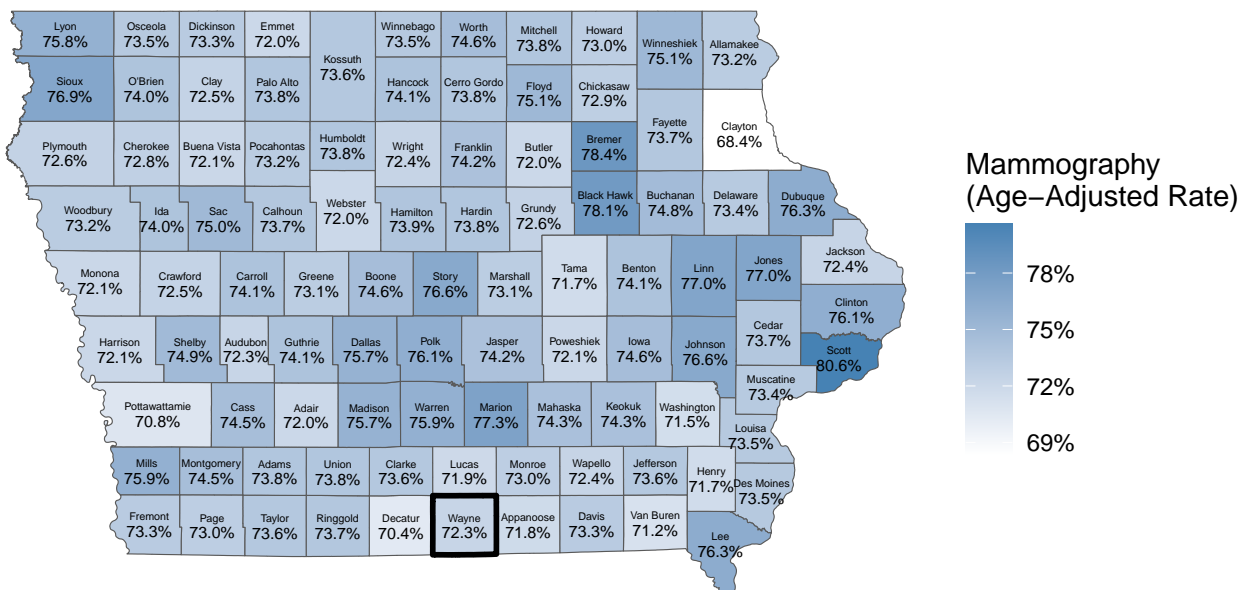 Lyon
75.8%
Osceola
73.5%
Dickinson
73.3%
Emmet
72.0%
Kossuth
73.6%
Winnebago
73.5%
Worth
74.6%
Mitchell
73.8%
Howard
73.0%
Winneshiek
75.1%
Allamakee
73.2%
Sioux
76.9%
O'Brien
74.0%
Clay
72.5%
Palo Alto
73.8%
Hancock
74.1%
Cerro Gordo
73.8%
Floyd
75.1%
Chickasaw
72.9%
Fayette
73.7%
Clayton
68.4%
Plymouth
72.6%
Cherokee
72.8%
Buena Vista
72.1%
Pocahontas
73.2%
Humboldt
73.8%
Wright
72.4%
Franklin
74.2%
Butler
72.0%
Bremer
78.4%
Woodbury
73.2%
Ida
74.0%
Sac
75.0%
Calhoun
73.7%
Webster
72.0%
Hamilton
73.9%
Hardin
73.8%
Grundy
72.6%
Black Hawk
78.1%
Buchanan
74.8%
Delaware
73.4%
Dubuque
76.3%
Monona
72.1%
Crawford
72.5%
Carroll
74.1%
Greene
73.1%
Boone
74.6%
Story
76.6%
Marshall
73.1%
Tama
71.7%
Benton
74.1%
Linn
77.0%
Jones
77.0%
Jackson
72.4%
Clinton
76.1%
Harrison
72.1%
Shelby
74.9%
Audubon
72.3%
Guthrie
74.1%
Dallas
75.7%
Polk
76.1%
Jasper
74.2%
Poweshiek
72.1%
Iowa
74.6%
Johnson
76.6%
Cedar
73.7%
Scott
80.6%
Muscatine
73.4%
Pottawattamie
70.8%
Cass
74.5%
Adair
72.0%
Madison
75.7%
Warren
75.9%
Marion
77.3%
Mahaska
74.3%
Keokuk
74.3%
Washington
71.5%
Louisa
73.5%
Mills
75.9%
Montgomery
74.5%
Adams
73.8%
Union
73.8%
Clarke
73.6%
Lucas
71.9%
Monroe
73.0%
Wapello
72.4%
Jefferson
73.6%
Henry
71.7%
Des Moines
73.5%
Fremont
73.3%
Page
73.0%
Taylor
73.6%
Ringgold
73.7%
Decatur
70.4%
Wayne
72.3%
Appanoose
71.8%
Davis
73.3%
Van Buren
71.2%
Lee
76.3%
Mammography
(Age−Adjusted Rate)
78%
75%
72%
69%